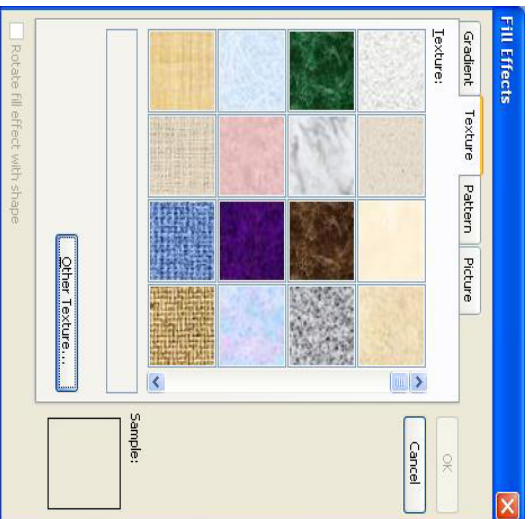 Fill Effects
Gradient Texture Pattern Picture
Texture:
OK
Cancel
Sample:
Other Texture...
Rotate fill effect with shape